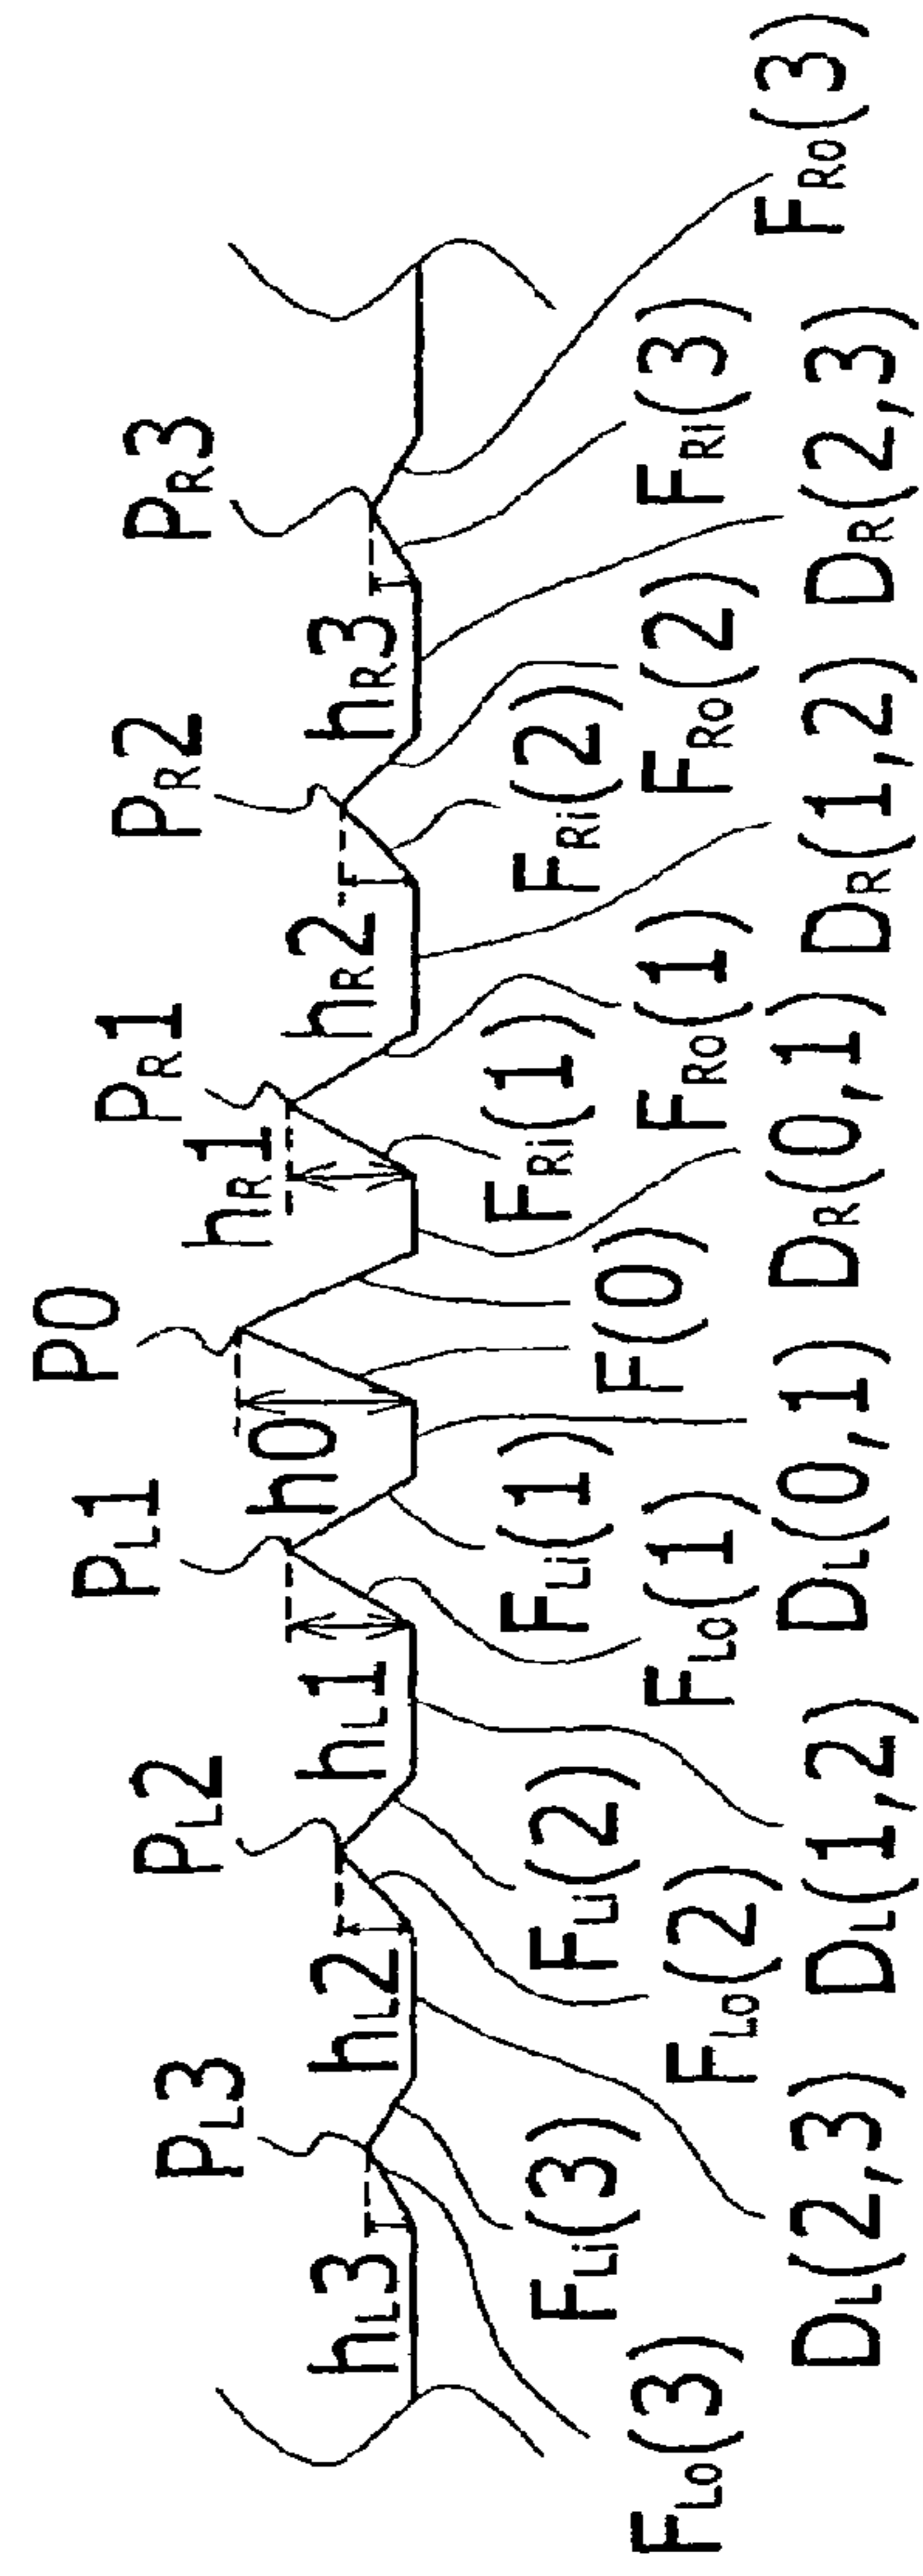 P0
PL1
PR1
PL2
PR2
PL3
PR3
h0
hL1
hR1
hL2
hR2
hL3
hR3
FLi(1)
FRi(1)
FLi(2)
FRi(2)
FLi(3)
F(0)
FLo(1)
FRo(1)
FLo(2)
FRo(2)
FRi(3)
FLo(3)
FRo(3)
DL(2,3)
DL(1,2)
DL(0,1)
DR(0,1)
DR(1,2)
DR(2,3)